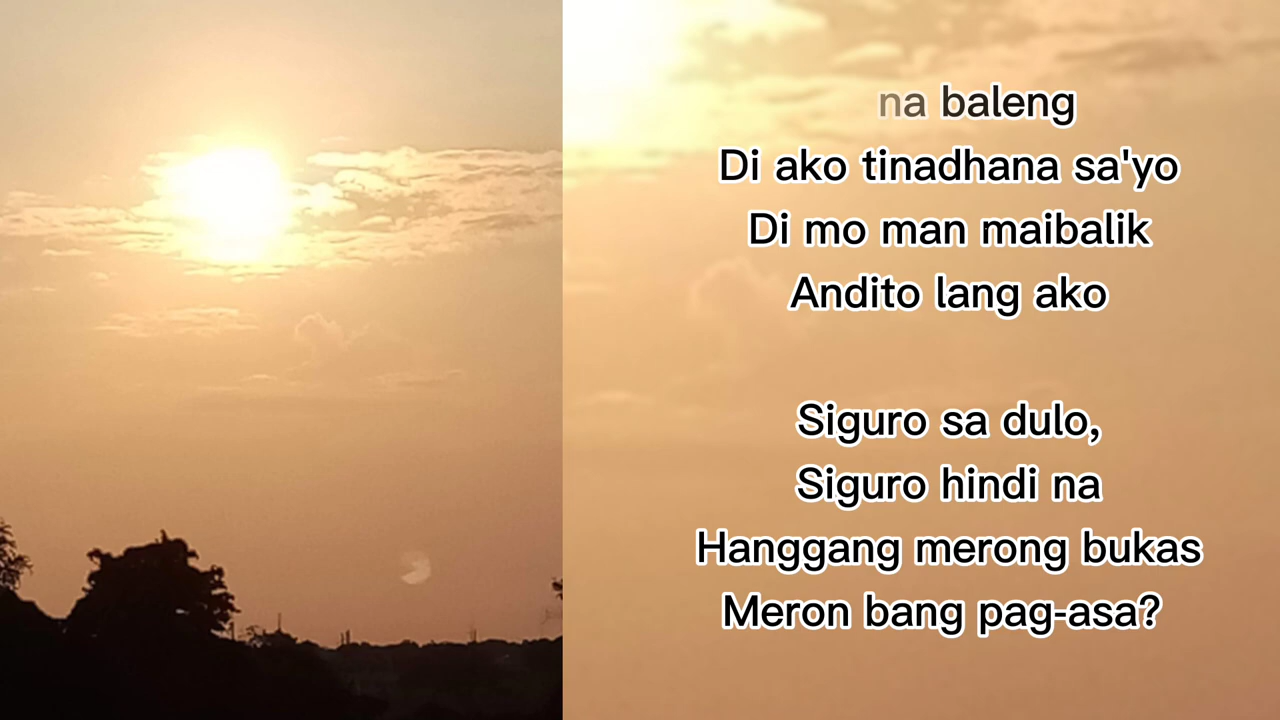 na baleng
Di ako tinadhana sa'yo
Di mo man maibalik
Andito lang ako
Siguro sa dulo,
Siguro hindi na
Hanggang merong bukas
Meron bang pag-asa?